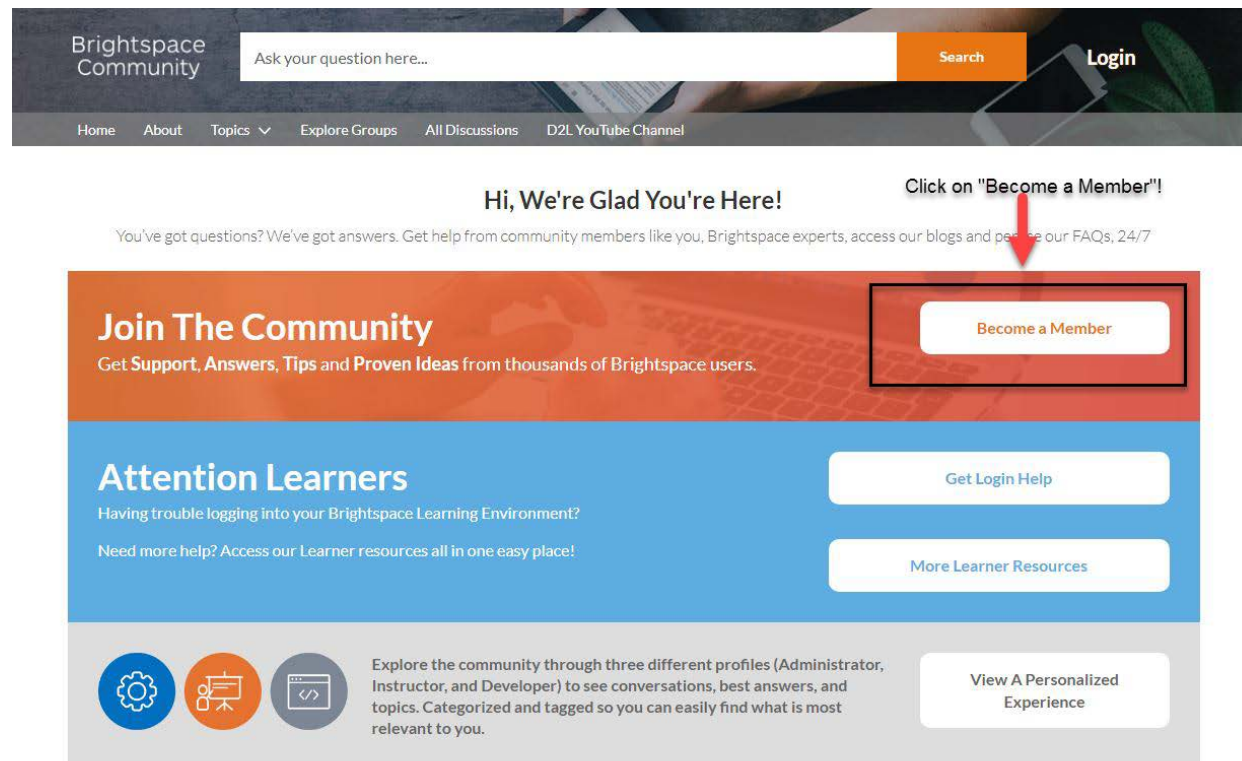 Brightspace
Community
Ask your question here...
Search
Login
Home About Topics Explore Groups All Discussions D2L YouTube Channel
Click on "Become a Member"!
Hi, We're Glad You're Here!
You've got questions? We've got answers. Get help from community members like you, Brightspace experts, access our blogs and peruse our FAQs, 24/7
Join The Community
Get Support, Answers, Tips and Proven Ideas from thousands of Brightspace users.
Become a Member
Attention Learners
Having trouble logging into your Brightspace Learning Environment?
Need more help? Access our Learner resources all in one easy place!
Get Login Help
More Learner Resources
Explore the community through three different profiles (Administrator,
Instructor, and Developer) to see conversations, best answers, and
topics. Categorized and tagged so you can easily find what is most
relevant to you.
View A Personalized
Experience